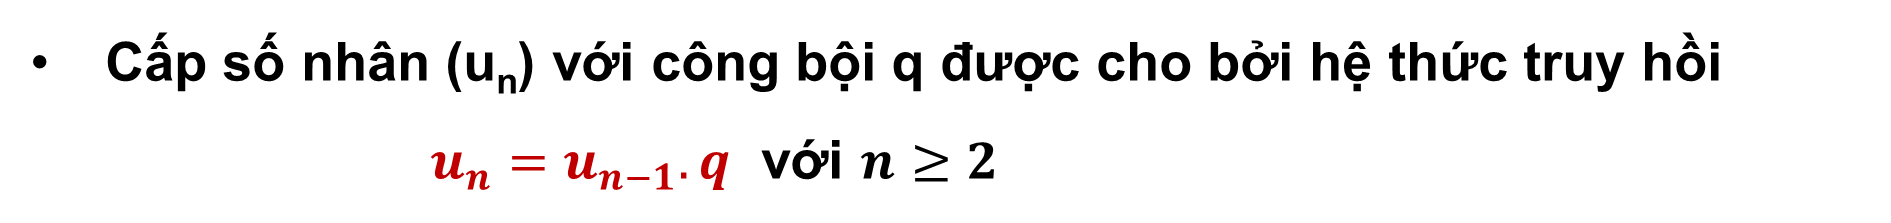 • Cấp số nhân (uₙ) với công bội q được cho bởi hệ thức truy hồi
uₙ = uₙ₋₁. q với n ≥ 2